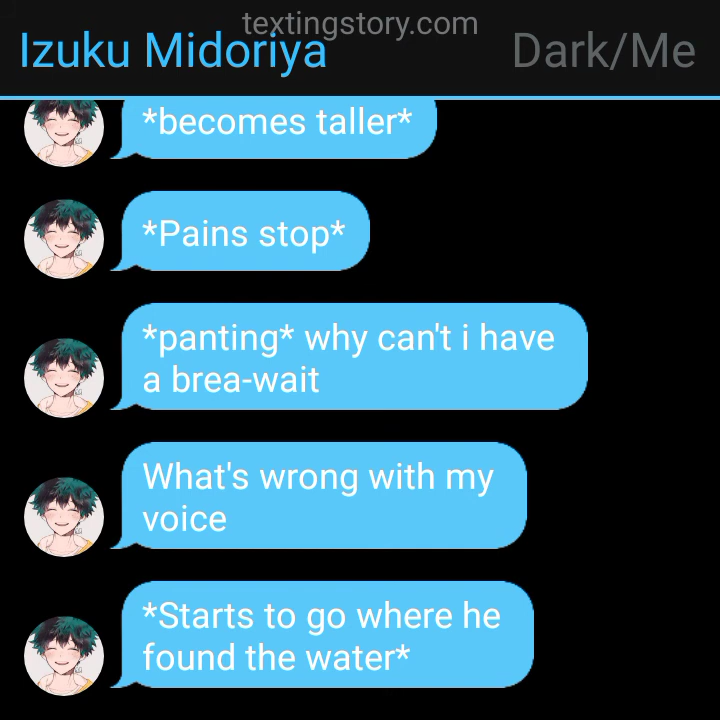 textingstory.com
Izuku Midoriya
Dark/Me
*becomes taller*
*Pains stop*
*panting* why can't i have
a brea-wait
What's wrong with my
voice
*Starts to go where he
found the water*